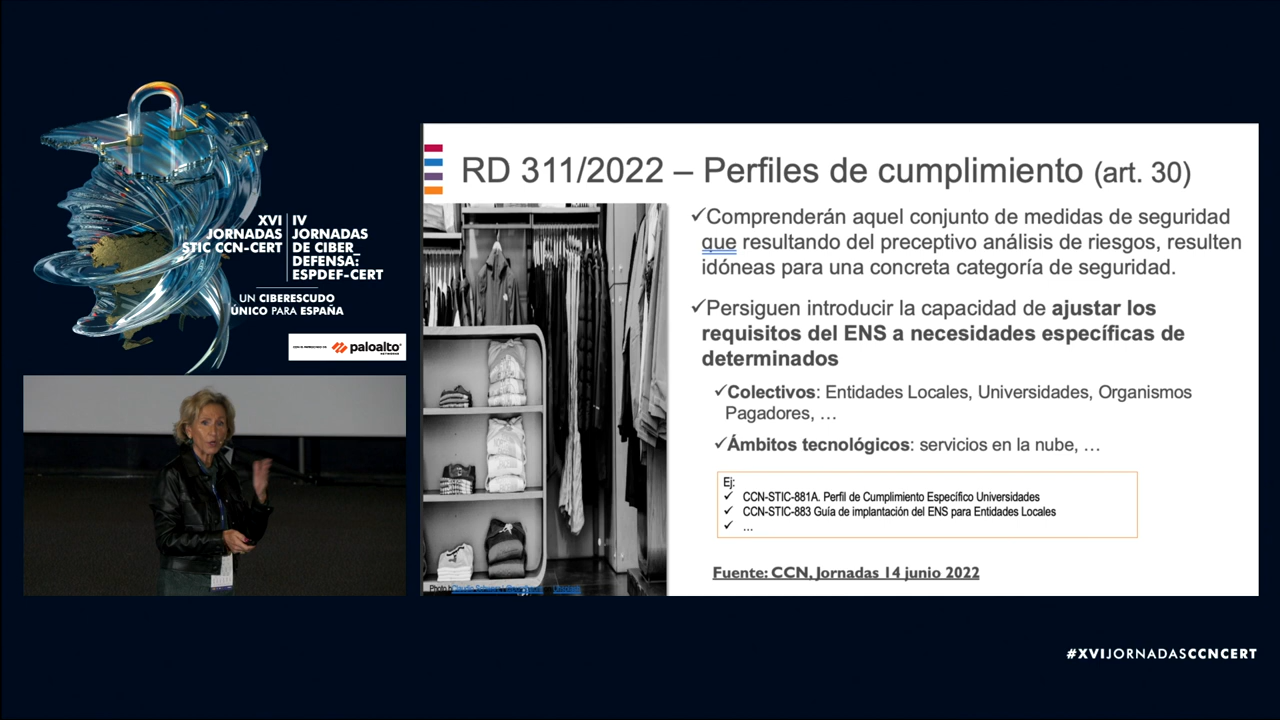 XVI
JORNADAS
STIC CCN-CERT
IV
JORNADAS
DE CIBER
DEFENSA:
ESPDEF-CERT
UN CIBERESCUDO
ÚNICO PARA ESPAÑA
paloalto
NETWORKS
RD 311/2022 – Perfiles de cumplimiento (art. 30)
✓Comprenderán aquel conjunto de medidas de seguridad
que resultando del preceptivo análisis de riesgos, resulten
idóneas para una concreta categoría de seguridad.
✓Persiguen introducir la capacidad de ajustar los
requisitos del ENS a necesidades específicas de
determinados
✓Colectivos: Entidades Locales, Universidades, Organismos
Pagadores, …
✓Ámbitos tecnológicos: servicios en la nube, …
Ej:
✓ CCN-STIC-881A. Perfil de Cumplimiento Específico Universidades
✓ CCN-STIC-883 Guía de implantación del ENS para Entidades Locales
✓ ...
Fuente: CCN. Jornadas 14 junio 2022
Photo
#XVIJORNADASCCNCERT